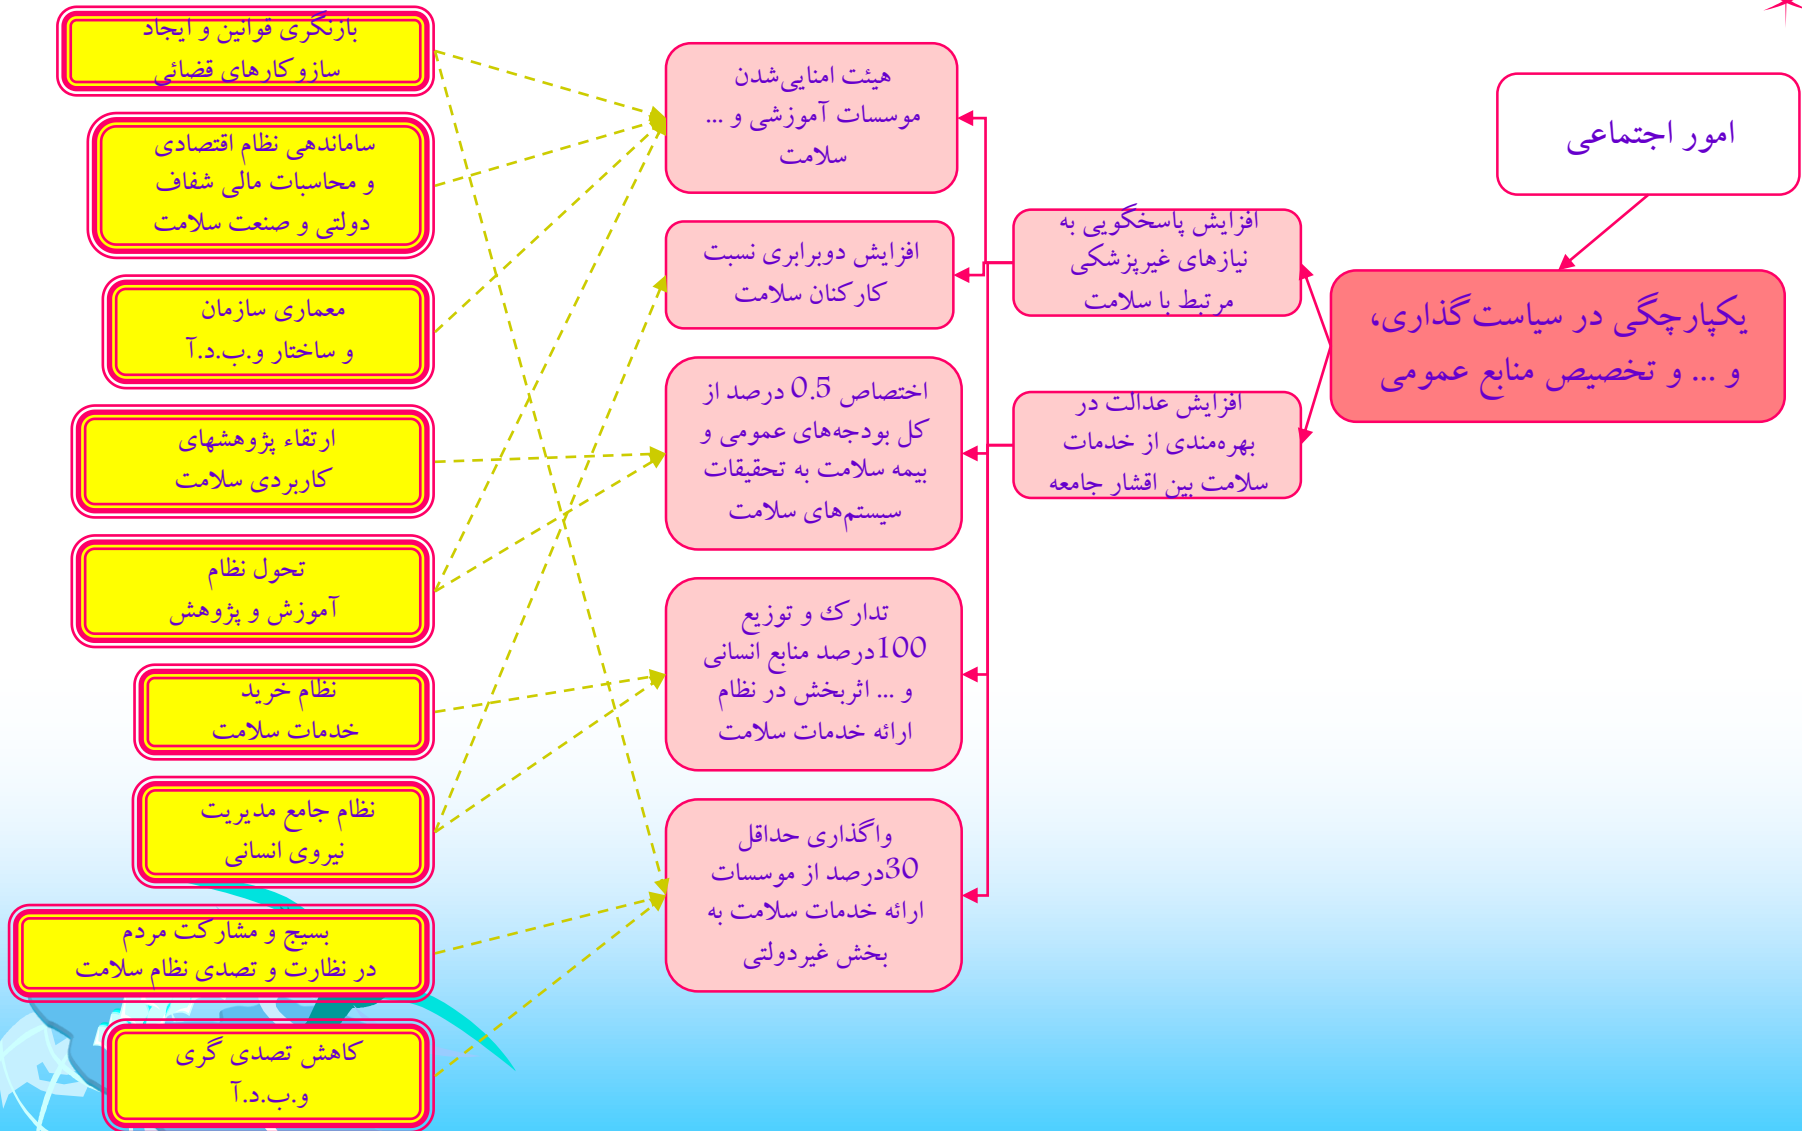 امور اجتماعی
یکپارچگی در سیاست‌گذاری،
و ... و تخصیص منابع عمومی
افزایش پاسخگویی به
نیازهای غیرپزشکی
مرتبط با سلامت
افزایش عدالت در
بهره‌مندی از خدمات
سلامت بین اقشار جامعه
هیئت امنایی‌شدن
موسسات آموزشی و ...
سلامت
افزایش دوبرابری نسبت
کارکنان سلامت
اختصاص 0.5 درصد از
کل بودجه‌های عمومی و
بیمه سلامت به تحقیقات
سیستم‌های سلامت
تدارک و توزیع
100درصد منابع انسانی
و ... اثربخش در نظام
ارائه خدمات سلامت
واگذاری حداقل
30درصد از موسسات
ارائه خدمات سلامت به
بخش غیردولتی
بازنگری قوانین و ایجاد
سازوکارهای قضائی
ساماندهی نظام اقتصادی
و محاسبات مالی شفاف
دولتی و صنعت سلامت
معماری سازمان
و ساختار و.ب.د.آ
ارتقاء پژوهشهای
کاربردی سلامت
تحول نظام
آموزش و پژوهش
نظام خرید
خدمات سلامت
نظام جامع مدیریت
نیروی انسانی
بسیج و مشارکت مردم
در نظارت و تصدی نظام سلامت
کاهش تصدی گری
و.ب.د.آ